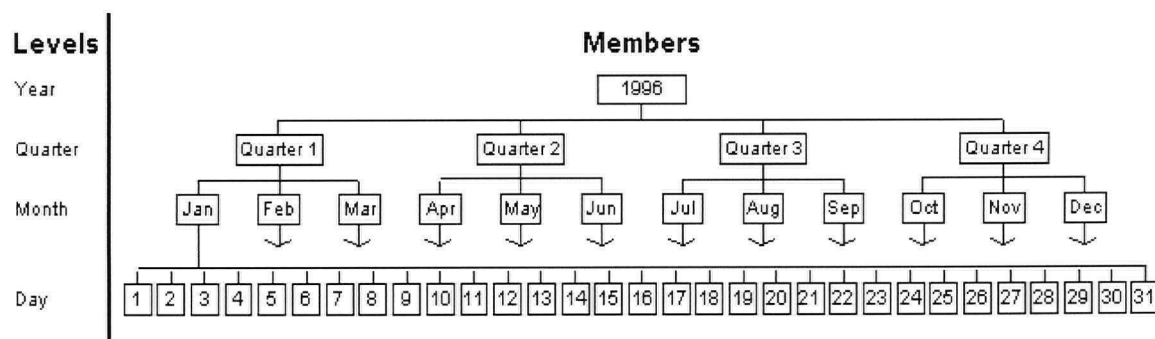 Levels Members
Year 1996
Quarter Quarter 1 Quarter 2 Quarter 3 Quarter 4
Month Jan Feb Mar Apr May Jun Jul Aug Sep Oct Nov Dec
Day 1 2 3 4 5 6 7 8 9 10 11 12 13 14 15 16 17 18 19 20 21 22 23 24 25 26 27 28 29 30 31